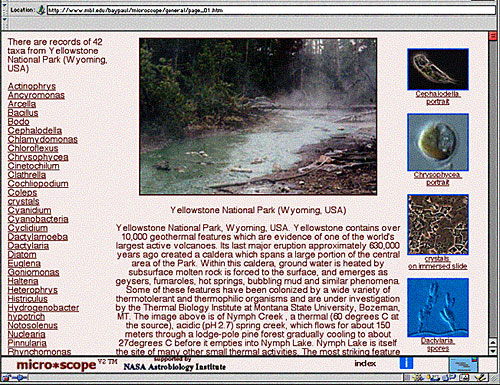 Location: http://www.mbl.edu/baypaul/microscope/general/page_01.htm
There are records of 42
taxa from Yellowstone
National Park (Wyoming,
USA)
Actinophrys
Ancyromonas
Arcella
Bacillus
Bodo
Cephalodella
Chlamydomonas
Chloroflexus
Chrysophycea
Cinetochilum
Clathrella
Cochliopodium
Coleps
crystals
Cyanidium
Cyanobacteria
Cyclidium
Dactylamoeba
Dactylaria
Diatom
Euglena
Goniomonas
Halteria
Heterophrys
Histriculus
Hydrogenobacter
hypotrich
Notosolenus
Nuclearia
Pinnularia
Phryohomonas
Yellowstone National Park (Wyoming, USA)
Yellowstone National Park, Wyoming, USA. Yellowstone contains over
10,000 geothermal features which are evidence of one of the world's
largest active volcanoes. Its last major eruption approximately 630,000
years ago created a caldera which spans a large portion of the central
area of the Park. Within this caldera, ground water is heated by
subsurface molten rock is forced to the surface, and emerges as
geysers, fumaroles, hot springs, bubbling mud and similar phenomena.
Some of these features have been colonized by a wide variety of
thermotolerant and thermophilic organisms and are under investigation
by the Thermal Biology Institute at Montana State University, Bozeman,
MT. The image above is of Nymph Creek , a thermal (60 degrees C at
the source), acidic (pH 2.7) spring creek, which flows for about 150
meters through a lodge-pole pine forest gradually cooling to about
27degrees C before it empties into Nymph Lake. Nymph Lake is itself
the site of many other small thermal activities. The most striking feature
Cephalodella
portrait
Chrysophycea
portrait
crystals
on immersed slide
Dactylaria
spores
micro*scope V2 TM
supported by
NASA Astrobiology Institute
index
i